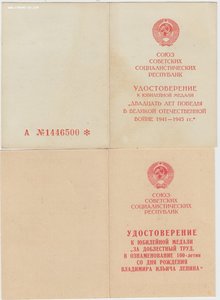 СОЮЗ
СОВЕТСКИХ
СОЦИАЛИСТИЧЕСКИХ
РЕСПУБЛИК
УДОСТОВЕРЕНИЕ
К ЮБИЛЕЙНОЙ МЕДАЛИ
„ДВАДЦАТЬ ЛЕТ ПОБЕДЫ
В ВЕЛИКОЙ ОТЕЧЕСТВЕННОЙ
ВОЙНЕ 1941—1945 гг."
А №1446500 *
СОЮЗ
СОВЕТСКИХ
СОЦИАЛИСТИЧЕСКИХ
РЕСПУБЛИК
УДОСТОВЕРЕНИЕ
К ЮБИЛЕЙНОЙ МЕДАЛИ
„ЗА ДОБЛЕСТНЫЙ ТРУД.
В ОЗНАМЕНОВАНИЕ 100-летия
СО ДНЯ РОЖДЕНИЯ
ВЛАДИМИРА ИЛЬИЧА ЛЕНИНА"